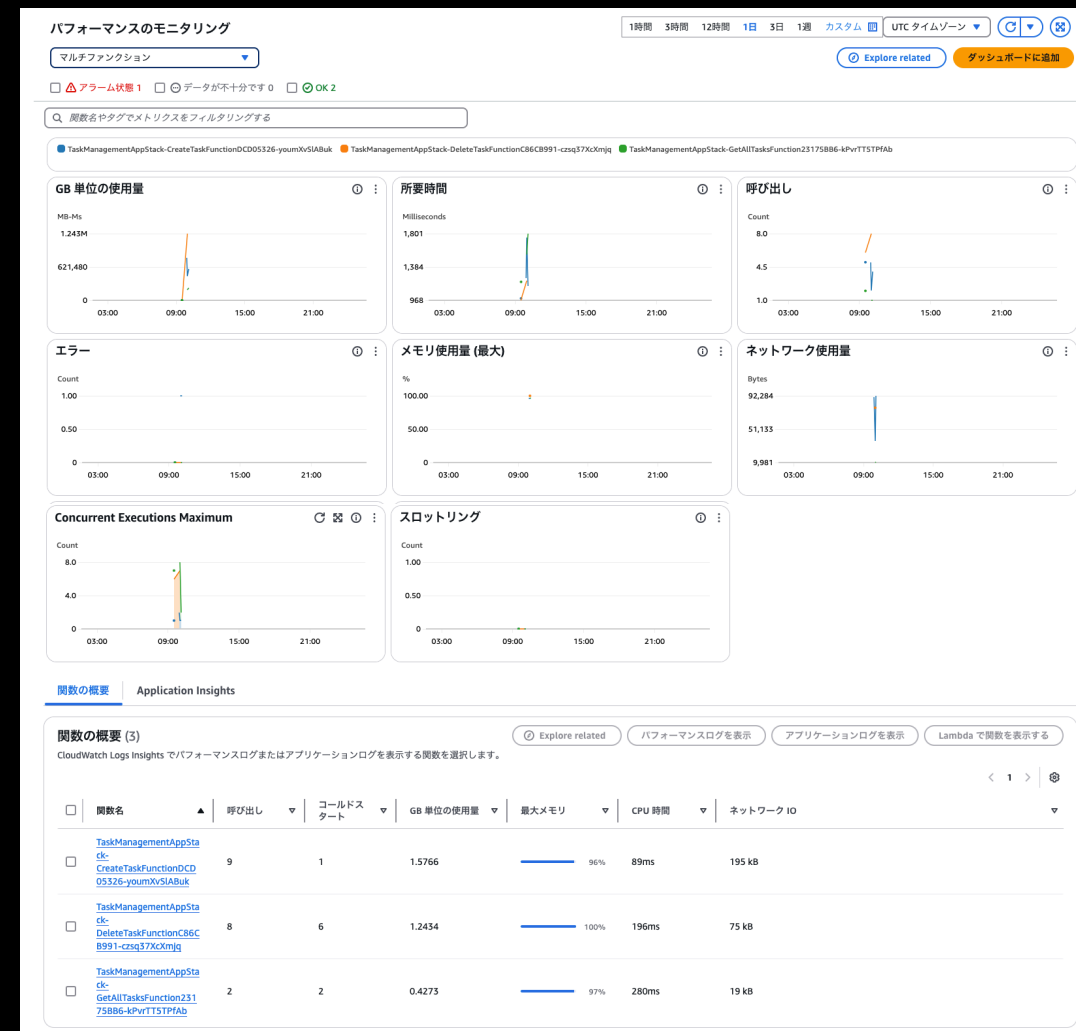 パフォーマンスのモニタリング
1時間 3時間 12時間 1日 3日 1週 カスタム UTC タイムゾーン
マルチファンクション
Explore related ダッシュボードに追加
アラーム状態 1 データが不十分です 0 OK 2
関数名やタグでメトリクスをフィルタリングする
TaskManagementAppStack-CreateTaskFunctionDCD05326-youmXvSlABuk TaskManagementAppStack-DeleteTaskFunctionC86CB991-czsq37XcXmjq TaskManagementAppStack-GetAllTasksFunction23175BB6-kPvrTT5TPfAb
GB 単位の使用量
MB-Ms
1.243M
621,480
0
03:00 09:00 15:00 21:00
所要時間
Milliseconds
1,801
1,384
968
03:00 09:00 15:00 21:00
呼び出し
Count
8.0
4.5
1.0
03:00 09:00 15:00 21:00
エラー
Count
1.00
0.50
0
03:00 09:00 15:00 21:00
メモリ使用量 (最大)
%
100.00
50.00
0
03:00 09:00 15:00 21:00
ネットワーク使用量
Bytes
92,284
51,133
9,981
03:00 09:00 15:00 21:00
Concurrent Executions Maximum
Count
8.0
4.0
0
03:00 09:00 15:00 21:00
スロットリング
Count
1.00
0.50
0
03:00 09:00 15:00 21:00
関数の概要 Application Insights
関数の概要 (3)
Explore related パフォーマンスログを表示 アプリケーションログを表示 Lambda で関数を表示する
CloudWatch Logs Insights でパフォーマンスログまたはアプリケーションログを表示する関数を選択します。
1
関数名 呼び出し コールドス
タート GB 単位の使用量 最大メモリ CPU 時間 ネットワーク IO
TaskManagementAppSta
ck-
CreateTaskFunctionDCD
05326-youmXvSlABuk
9 1 1.5766 96% 89ms 195 kB
TaskManagementAppSta
ck-
DeleteTaskFunctionC86C
B991-czsq37XcXmjq
8 6 1.2434 100% 196ms 75 kB
TaskManagementAppSta
ck-
GetAllTasksFunction231
75BB6-kPvrTT5TPfAb
2 2 0.4273 97% 280ms 19 kB